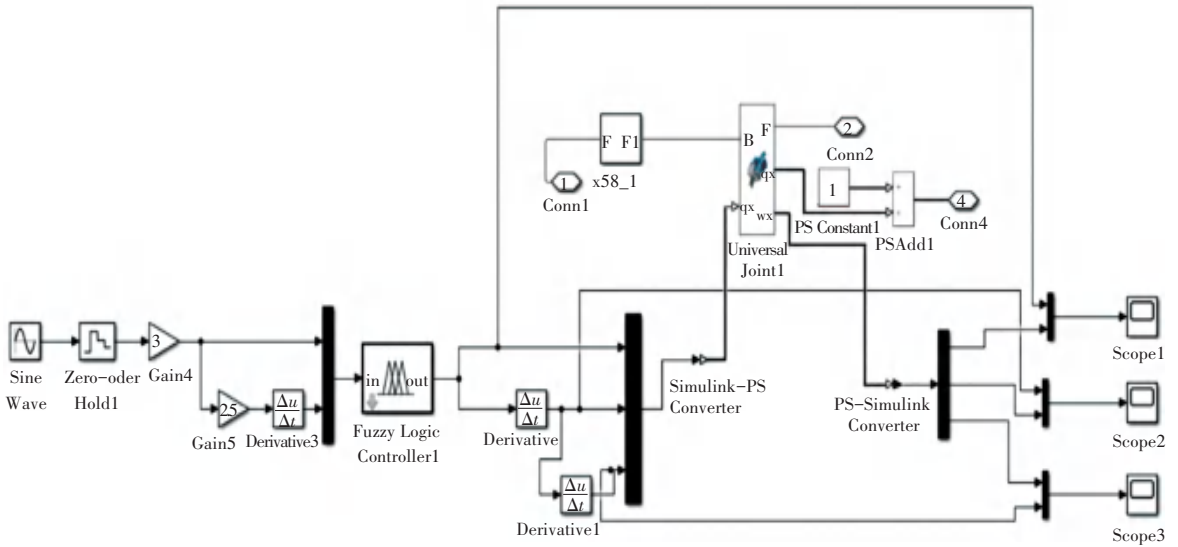 B
F
qx
qx
wx
Universal
Joint1
F F1
x58_1
1
Conn1
2
Conn2
1
PS Constant1
+
+
PSAdd1
4
Conn4
Sine
Wave
Zero-oder
Hold1
3
Gain4
25
Gain5
Δu
Δt
Derivative3
in out
Fuzzy Logic
Controller1
Δu
Δt
Derivative
Δu
Δt
Derivative1
Simulink-PS
Converter
PS-Simulink
Converter
Scope1
Scope2
Scope3